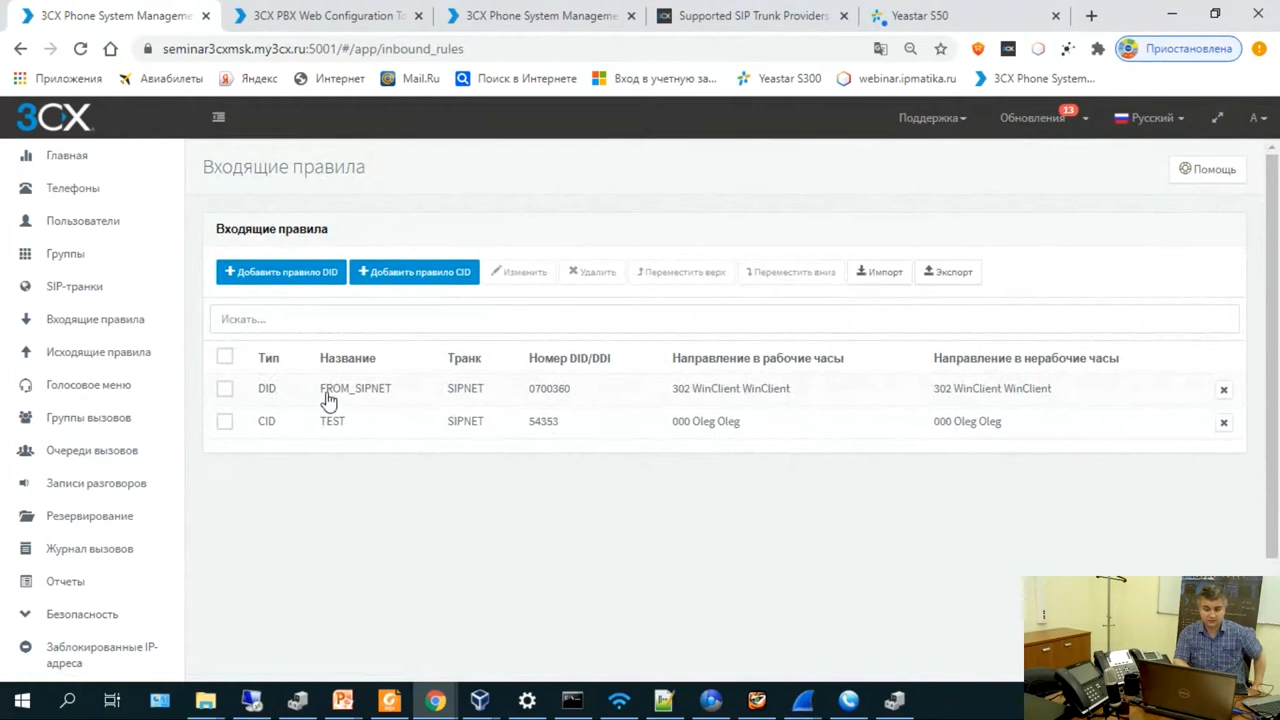 3CX Phone System Manageme
3CX PBX Web Configuration To
3CX Phone System Manageme
Supported SIP Trunk Providers
Yeastar S50
seminar3cxmsk.my3cx.ru:5001/#/app/inbound_rules
Приостановлена
Приложения
Авиабилеты
Яндекс
Интернет
Mail.Ru
Поиск в Интернете
Вход в учетную за...
Yeastar S300
webinar.ipmatika.ru
3CX Phone System...
3CX
Поддержка
Обновления
13
Русский
A
Главная
Телефоны
Пользователи
Группы
SIP-транки
Входящие правила
Исходящие правила
Голосовое меню
Группы вызовов
Очереди вызовов
Записи разговоров
Резервирование
Журнал вызовов
Отчеты
Безопасность
Заблокированные IP-
адреса
Входящие правила
Помощь
Входящие правила
Добавить правило DID
Добавить правило CID
Изменить
Удалить
Переместить верх
Переместить вниз
Импорт
Экспорт
Искать...
Тип Название Транк Номер DID/DDI Направление в рабочие часы Направление в нерабочие часы
DID FROM_SIPNET SIPNET 0700360 302 WinClient WinClient 302 WinClient WinClient
CID TEST SIPNET 54353 000 Oleg Oleg 000 Oleg Oleg